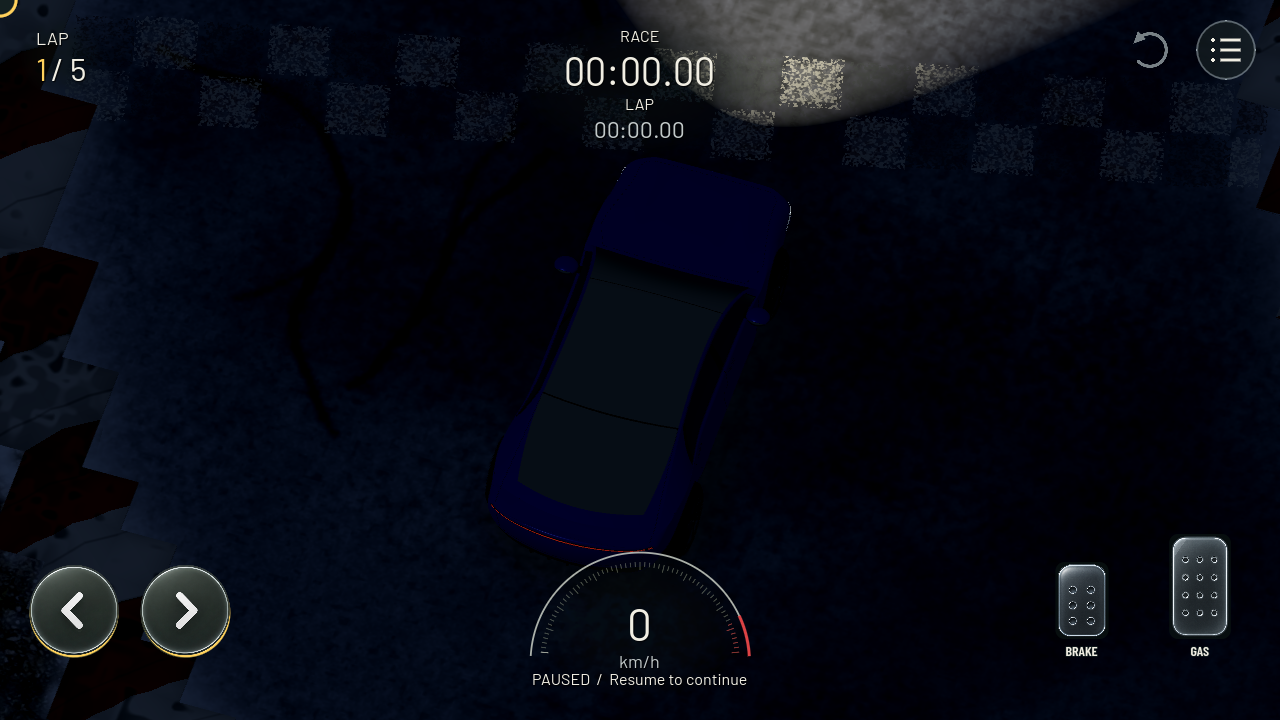 LAP
1/ 5
RACE
00:00.00
LAP
00:00.00
0
km/h
PAUSED / Resume to continue
BRAKE
GAS